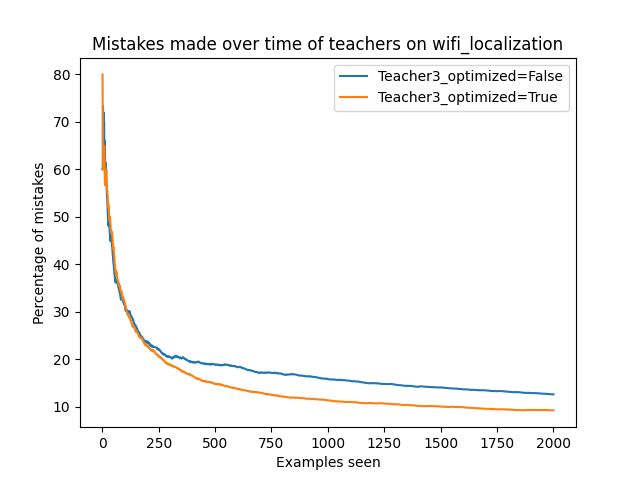 Mistakes made over time of teachers on wifi_localization
Teacher3_optimized=False
Teacher3_optimized=True
Percentage of mistakes
80
70
60
50
40
30
20
10
0 250 500 750 1000 1250 1500 1750 2000
Examples seen